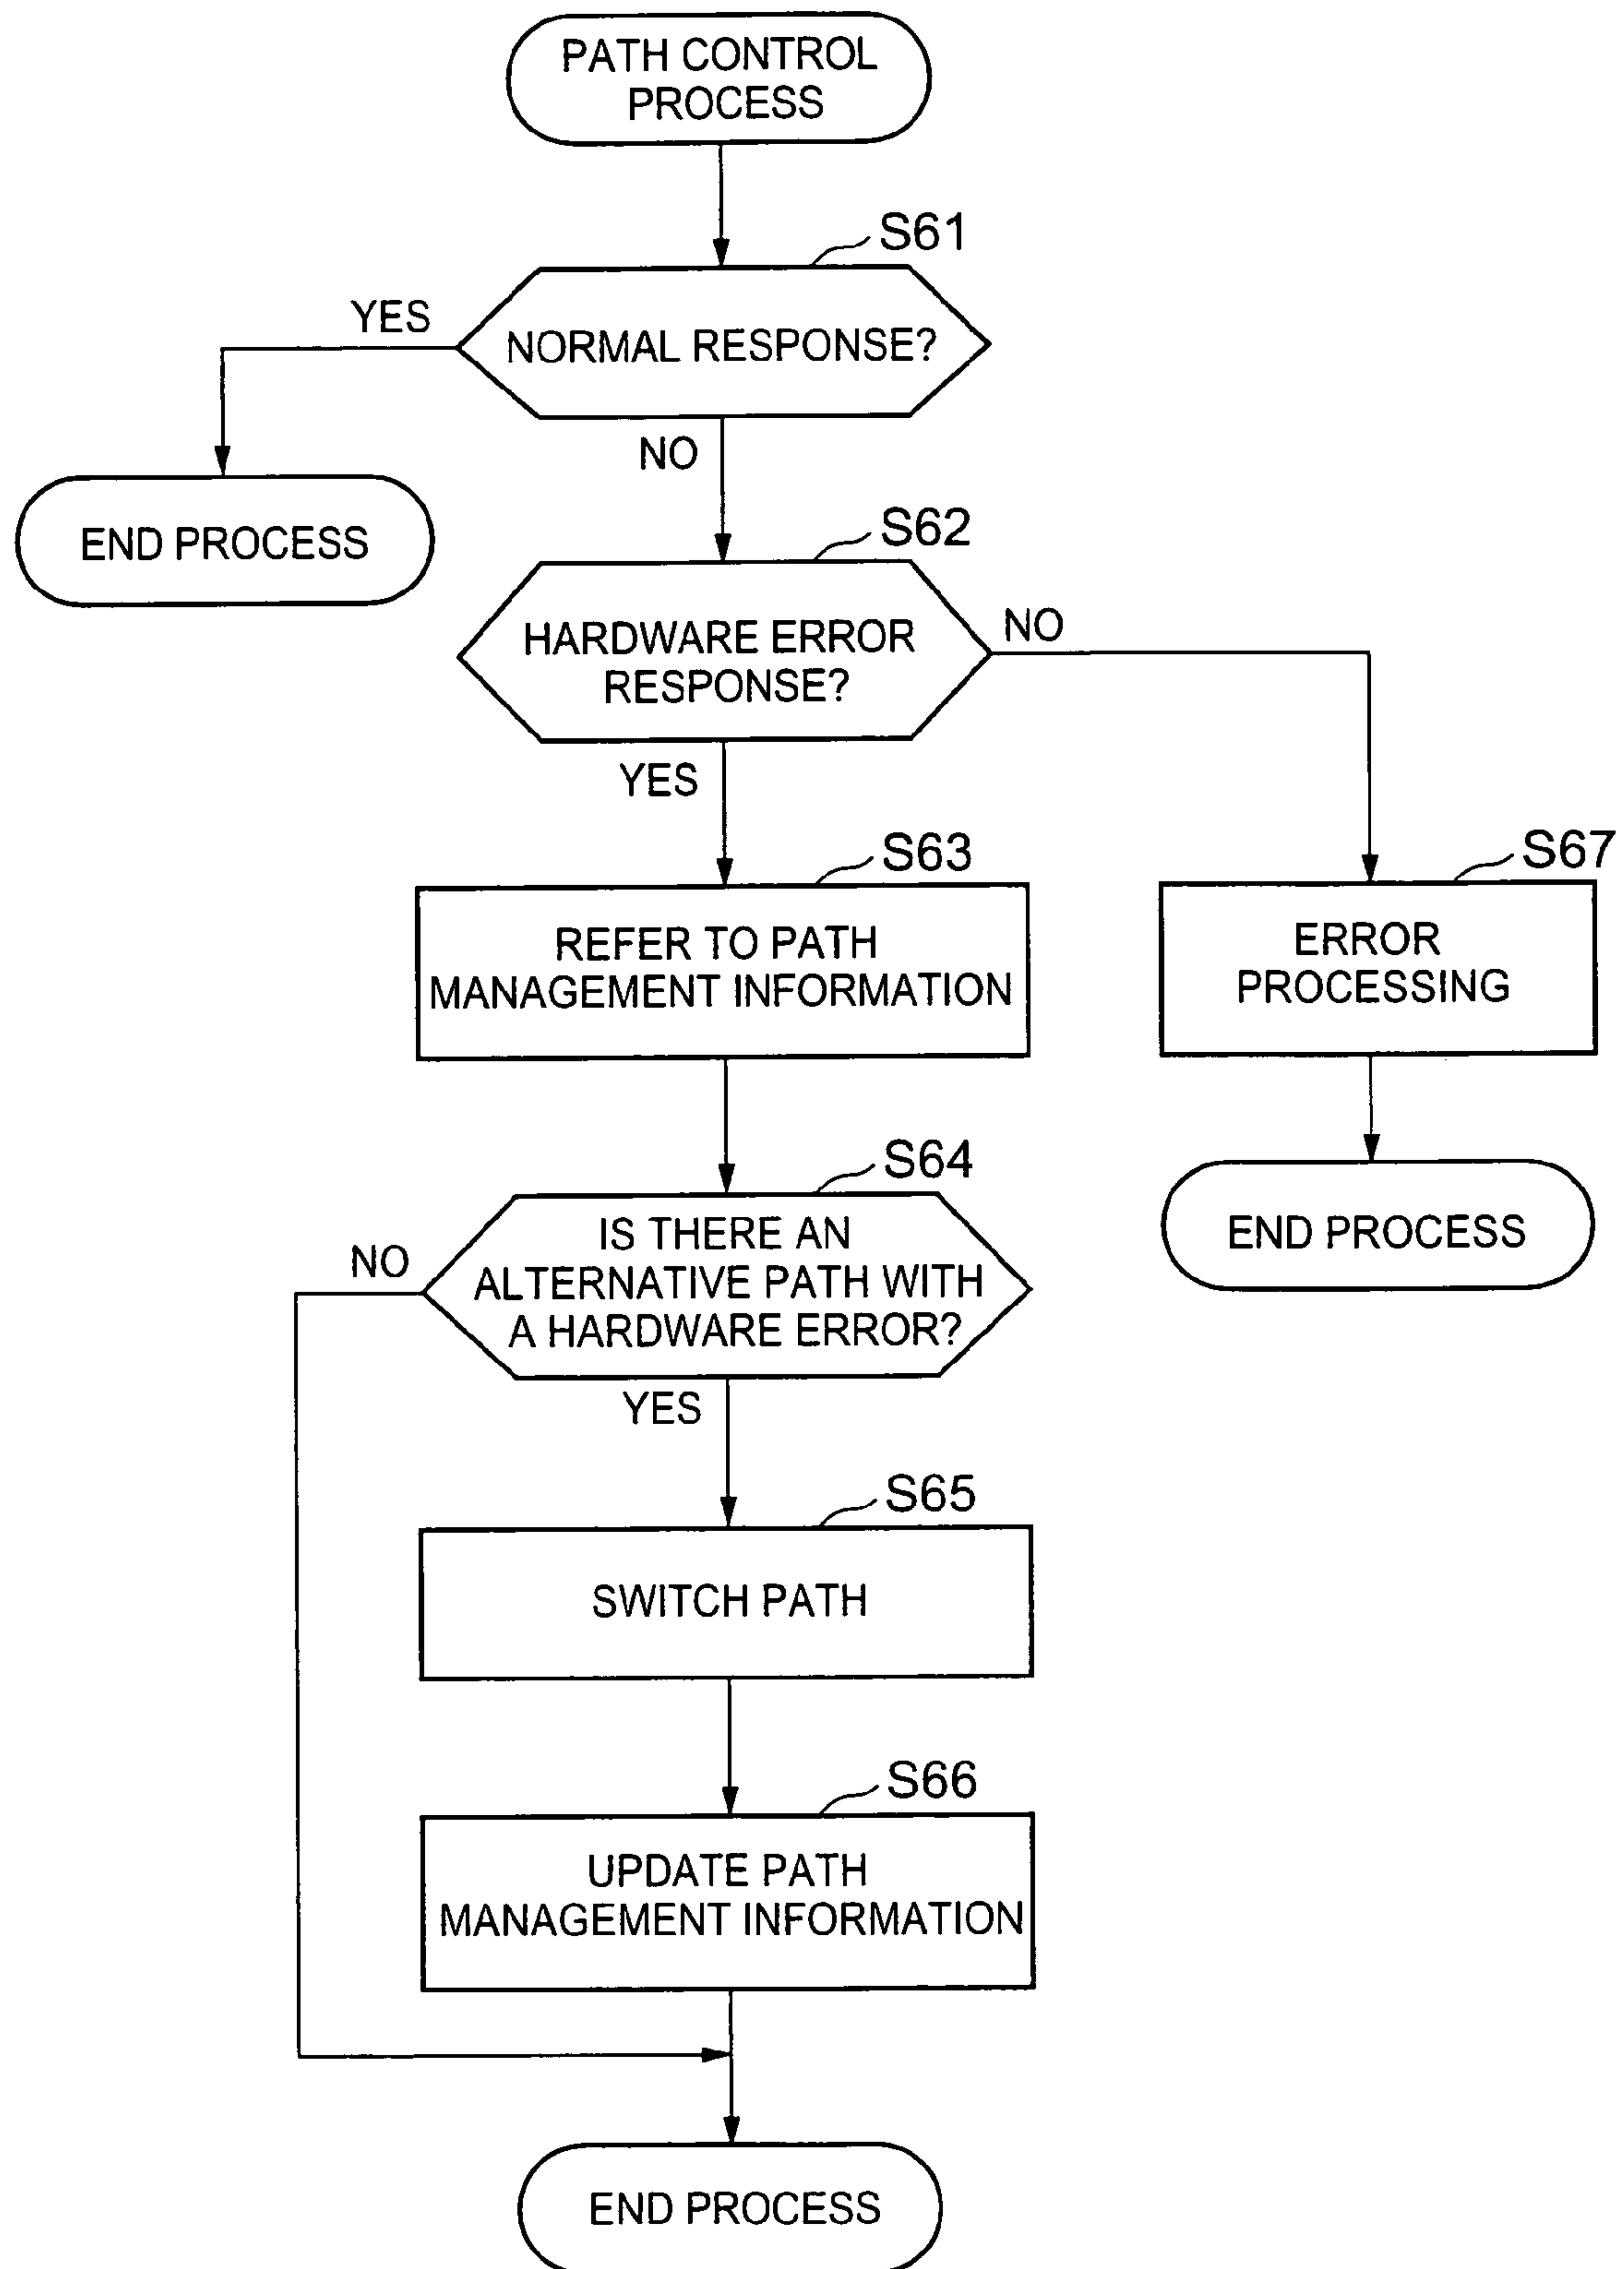 PATH CONTROL
PROCESS
S61
YES
NORMAL RESPONSE?
NO
END PROCESS
S62
HARDWARE ERROR
RESPONSE?
NO
YES
S63
REFER TO PATH
MANAGEMENT INFORMATION
S67
ERROR
PROCESSING
END PROCESS
S64
IS THERE AN
ALTERNATIVE PATH WITH
A HARDWARE ERROR?
NO
YES
S65
SWITCH PATH
S66
UPDATE PATH
MANAGEMENT INFORMATION
END PROCESS